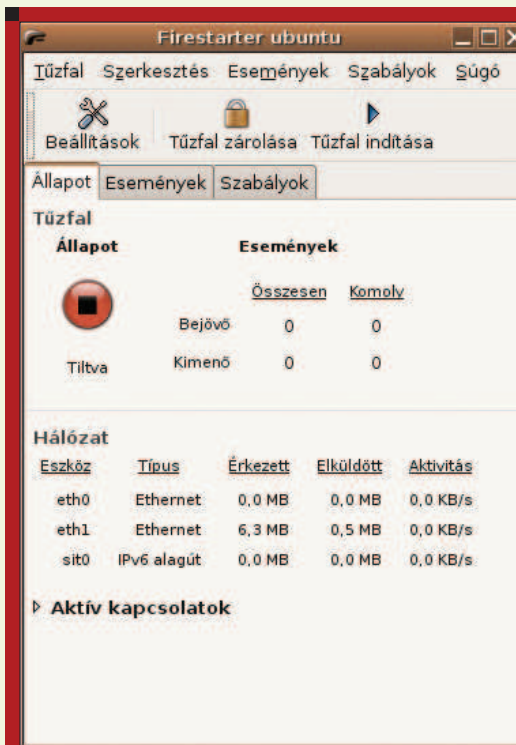 Firestarter ubuntu
Tűzfal Szerkesztés Események Szabályok Súgó
Beállítások Tűzfal zárolása Tűzfal indítása
Állapot Események Szabályok
Tűzfal
Állapot Események
Összesen Komoly
Bejövő 0 0
Tiltva Kimenő 0 0
Hálózat
Eszköz Típus Érkezett Elküldött Aktivitás
eth0 Ethernet 0,0 MB 0,0 MB 0,0 KB/s
eth1 Ethernet 6,3 MB 0,5 MB 0,0 KB/s
sit0 IPv6 alagút 0,0 MB 0,0 MB 0,0 KB/s
Aktív kapcsolatok